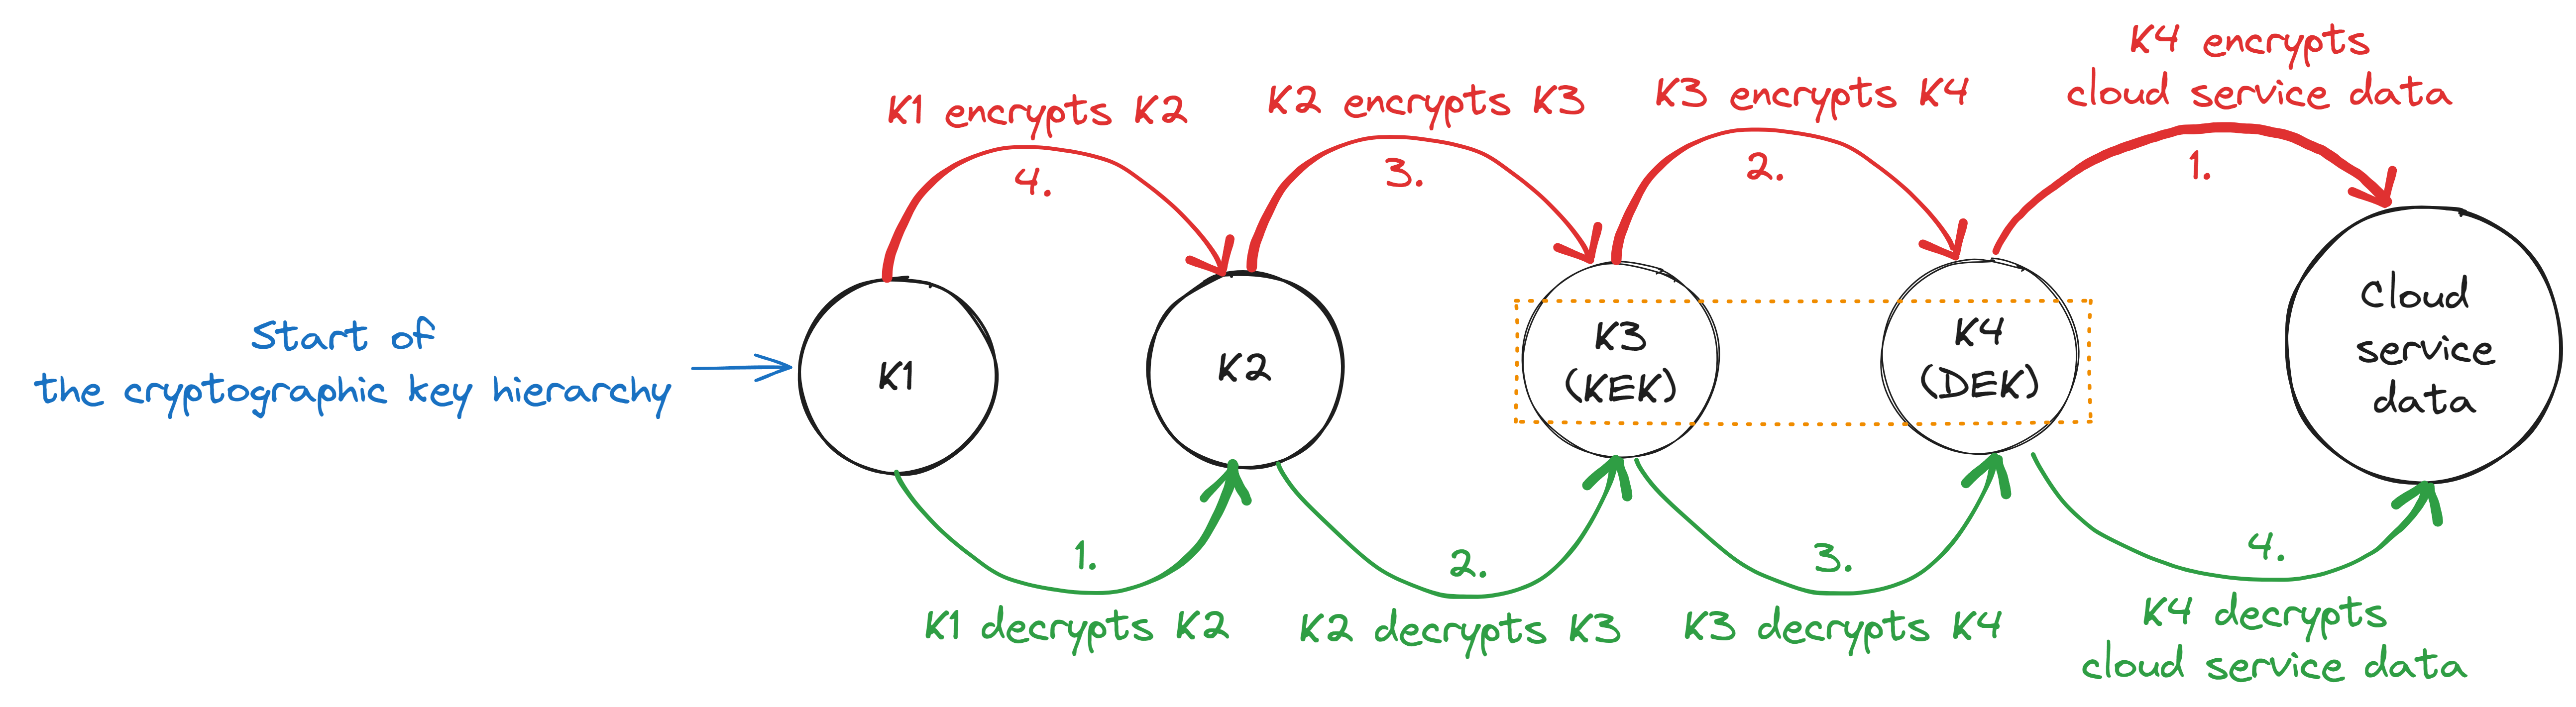 K4 encrypts
cloud service data
K1 encrypts K2
K2 encrypts K3
K3 encrypts K4
4.
3.
2.
1.
Start of
the cryptographic key hierarchy
K1
K2
K3
(KEK)
K4
(DEK)
Cloud
service
data
1.
2.
3.
4.
K1 decrypts K2
K2 decrypts K3
K3 decrypts K4
K4 decrypts
cloud service data